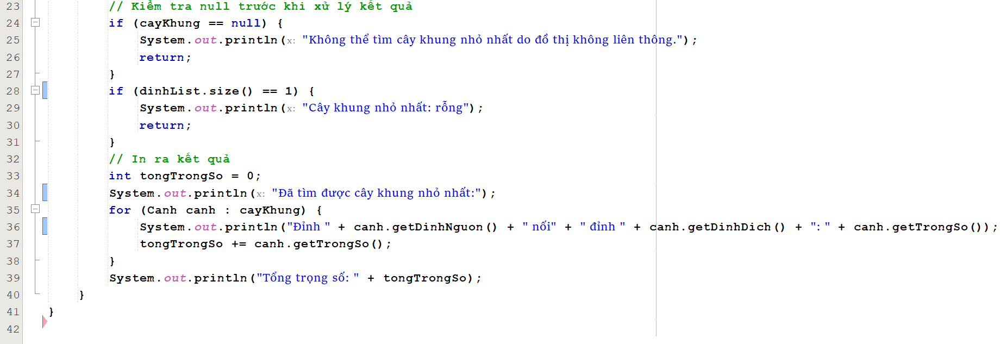 23 // Kiểm tra null trước khi xử lý kết quả
24 if (cayKhung == null) {
25 System.out.println(x: "Không thể tìm cây khung nhỏ nhất do đồ thị không liên thông.");
26 return;
27 }
28 if (dinhList.size() == 1) {
29 System.out.println(x: "Cây khung nhỏ nhất: rỗng");
30 return;
31 }
32 // In ra kết quả
33 int tongTrongSo = 0;
34 System.out.println(x: "Đã tìm được cây khung nhỏ nhất:");
35 for (Canh canh : cayKhung) {
36 System.out.println("Đỉnh " + canh.getDinhNguon() + " nối" + " đỉnh " + canh.getDinhDich() + ": " + canh.getTrongSo());
37 tongTrongSo += canh.getTrongSo();
38 }
39 System.out.println("Tổng trọng số: " + tongTrongSo);
40 }
41 }
42